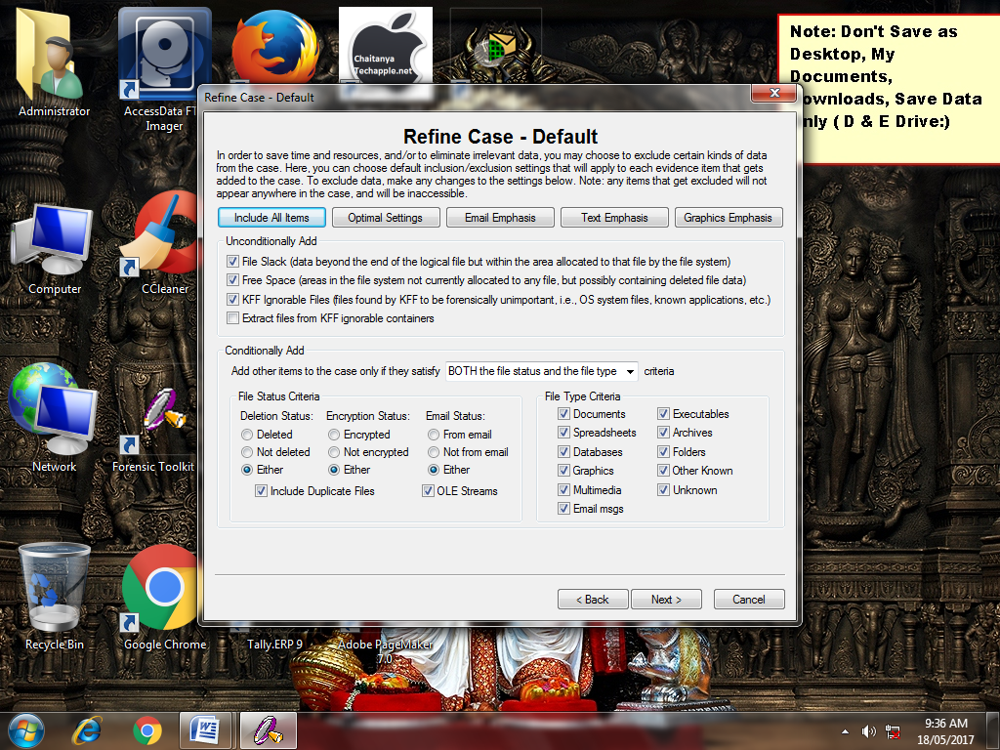 Note: Don't Save as
Desktop, My
Documents,
ownloads, Save Data
nly ( D & E Drive:)
Chaitanya
Techapple.net
Administrator
AccessData FT
Imager
Computer
CCleaner
Network
Forensic Toolkit
Recycle Bin
Google Chrome
Tally.ERP 9
Adobe PageMaker
7.0
Refine Case - Default
Refine Case - Default
In order to save time and resources, and/or to eliminate irrelevant data, you may choose to exclude certain kinds of data
from the case. Here, you can choose default inclusion/exclusion settings that will apply to each evidence item that gets
added to the case. To exclude data, make any changes to the settings below. Note: any items that get excluded will not
appear anywhere in the case, and will be inaccessible.
Include All Items Optimal Settings Email Emphasis Text Emphasis Graphics Emphasis
Unconditionally Add
File Slack (data beyond the end of the logical file but within the area allocated to that file by the file system)
Free Space (areas in the file system not currently allocated to any file, but possibly containing deleted file data)
KFF Ignorable Files (files found by KFF to be forensically unimportant, i.e., OS system files, known applications, etc.)
Extract files from KFF ignorable containers
Conditionally Add
Add other items to the case only if they satisfy BOTH the file status and the file type criteria
File Status Criteria
Deletion Status: Encryption Status: Email Status:
Deleted Encrypted From email
Not deleted Not encrypted Not from email
Either Either Either
Include Duplicate Files OLE Streams
File Type Criteria
Documents Executables
Spreadsheets Archives
Databases Folders
Graphics Other Known
Multimedia Unknown
Email msgs
< Back Next > Cancel
9:36 AM
18/05/2017